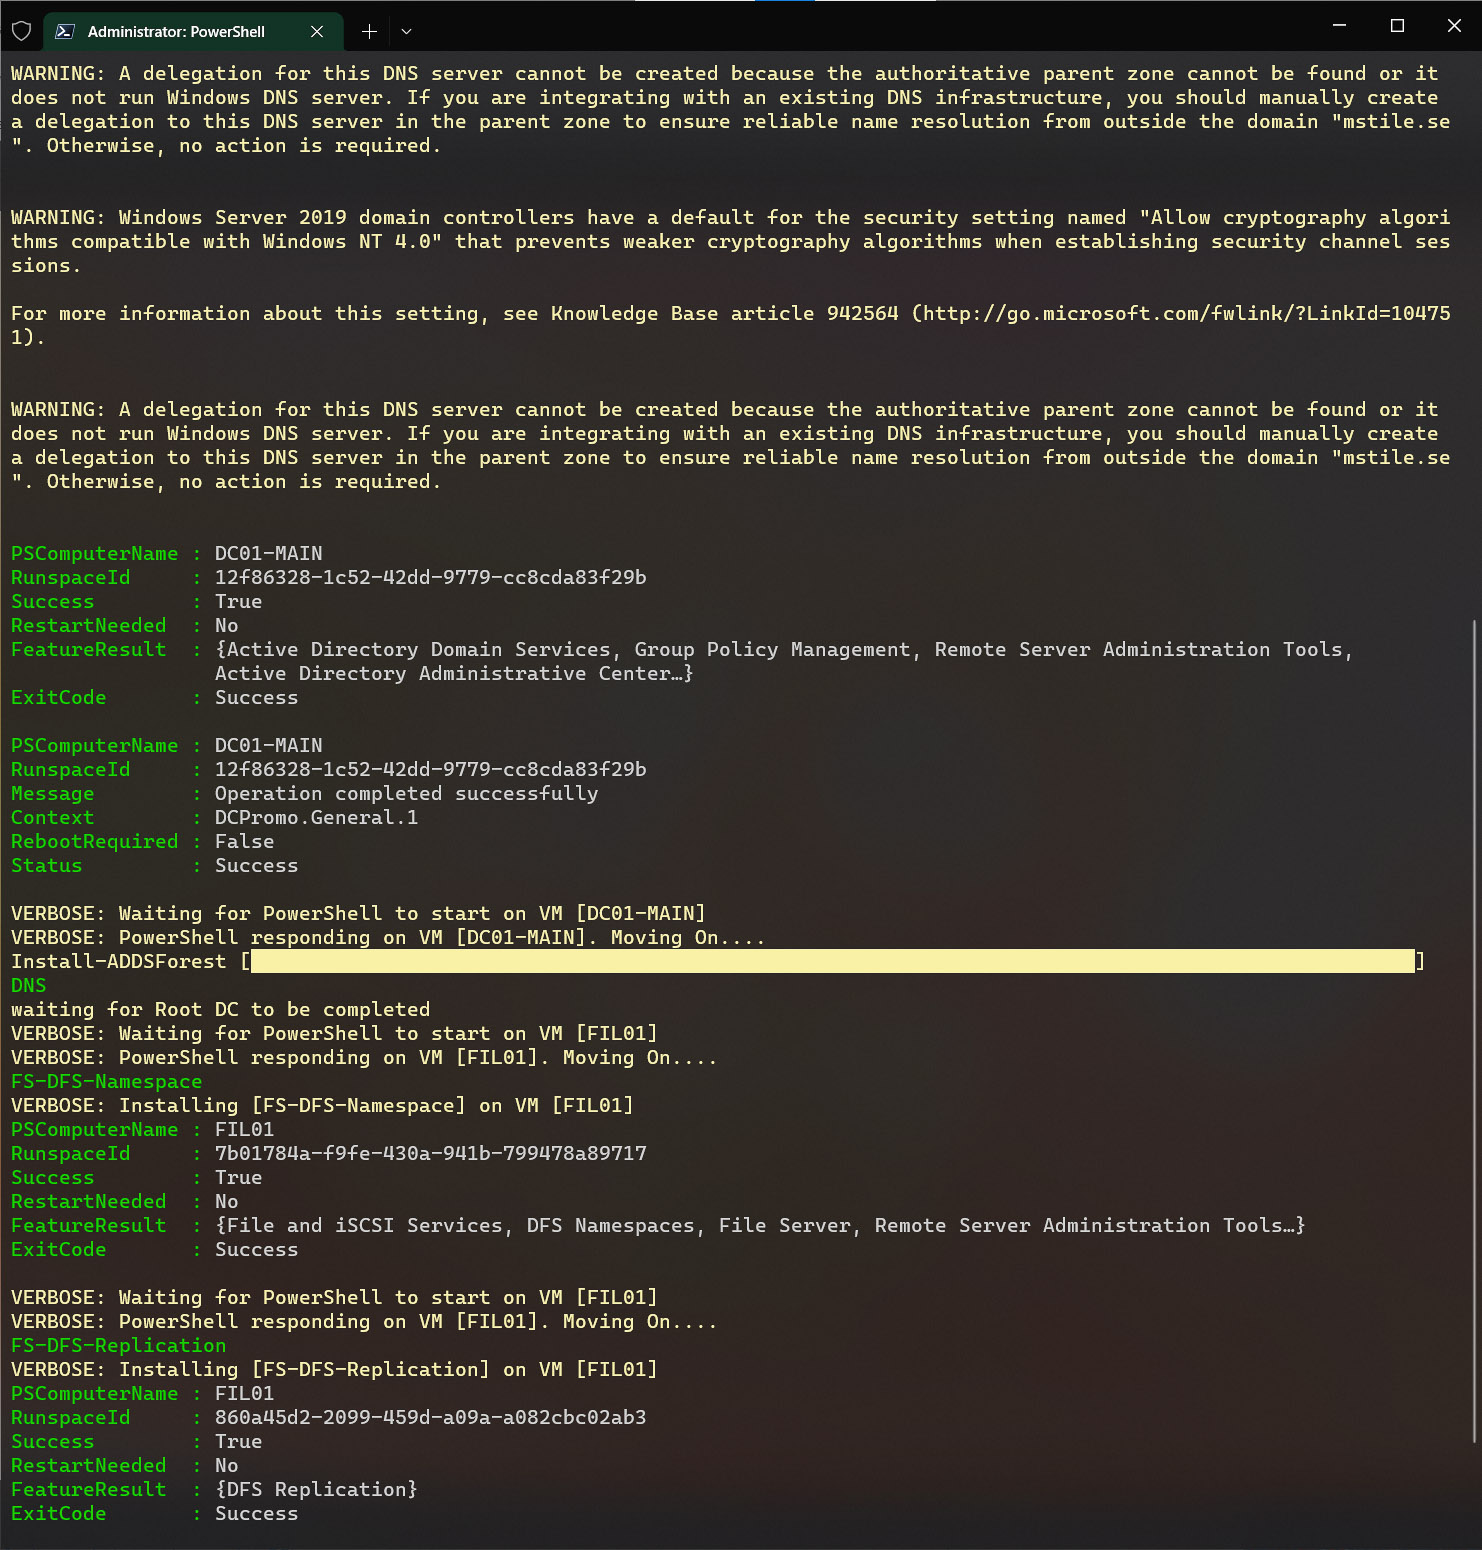 Administrator: PowerShell
WARNING: A delegation for this DNS server cannot be created because the authoritative parent zone cannot be found or it
does not run Windows DNS server. If you are integrating with an existing DNS infrastructure, you should manually create
a delegation to this DNS server in the parent zone to ensure reliable name resolution from outside the domain "mstile.se
". Otherwise, no action is required.
WARNING: Windows Server 2019 domain controllers have a default for the security setting named "Allow cryptography algori
thms compatible with Windows NT 4.0" that prevents weaker cryptography algorithms when establishing security channel ses
sions.
For more information about this setting, see Knowledge Base article 942564 (http://go.microsoft.com/fwlink/?LinkId=10475
1).
WARNING: A delegation for this DNS server cannot be created because the authoritative parent zone cannot be found or it
does not run Windows DNS server. If you are integrating with an existing DNS infrastructure, you should manually create
a delegation to this DNS server in the parent zone to ensure reliable name resolution from outside the domain "mstile.se
". Otherwise, no action is required.
PSComputerName : DC01-MAIN
RunspaceId     : 12f86328-1c52-42dd-9779-cc8cda83f29b
Success        : True
RestartNeeded  : No
FeatureResult  : {Active Directory Domain Services, Group Policy Management, Remote Server Administration Tools,
                 Active Directory Administrative Center…}
ExitCode       : Success
PSComputerName : DC01-MAIN
RunspaceId     : 12f86328-1c52-42dd-9779-cc8cda83f29b
Message        : Operation completed successfully
Context        : DCPromo.General.1
RebootRequired : False
Status         : Success
VERBOSE: Waiting for PowerShell to start on VM [DC01-MAIN]
VERBOSE: PowerShell responding on VM [DC01-MAIN]. Moving On....
Install-ADDSForest [ ]
DNS
waiting for Root DC to be completed
VERBOSE: Waiting for PowerShell to start on VM [FIL01]
VERBOSE: PowerShell responding on VM [FIL01]. Moving On....
FS-DFS-Namespace
VERBOSE: Installing [FS-DFS-Namespace] on VM [FIL01]
PSComputerName : FIL01
RunspaceId     : 7b01784a-f9fe-430a-941b-799478a89717
Success        : True
RestartNeeded  : No
FeatureResult  : {File and iSCSI Services, DFS Namespaces, File Server, Remote Server Administration Tools…}
ExitCode       : Success
VERBOSE: Waiting for PowerShell to start on VM [FIL01]
VERBOSE: PowerShell responding on VM [FIL01]. Moving On....
FS-DFS-Replication
VERBOSE: Installing [FS-DFS-Replication] on VM [FIL01]
PSComputerName : FIL01
RunspaceId     : 860a45d2-2099-459d-a09a-a082cbc02ab3
Success        : True
RestartNeeded  : No
FeatureResult  : {DFS Replication}
ExitCode       : Success